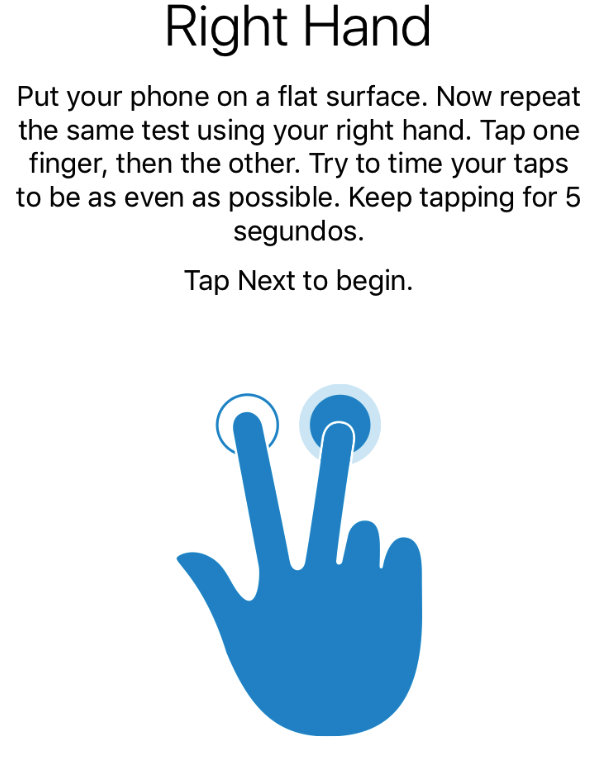 Right Hand
Put your phone on a flat surface. Now repeat
the same test using your right hand. Tap one
finger, then the other. Try to time your taps
to be as even as possible. Keep tapping for 5
segundos.
Tap Next to begin.